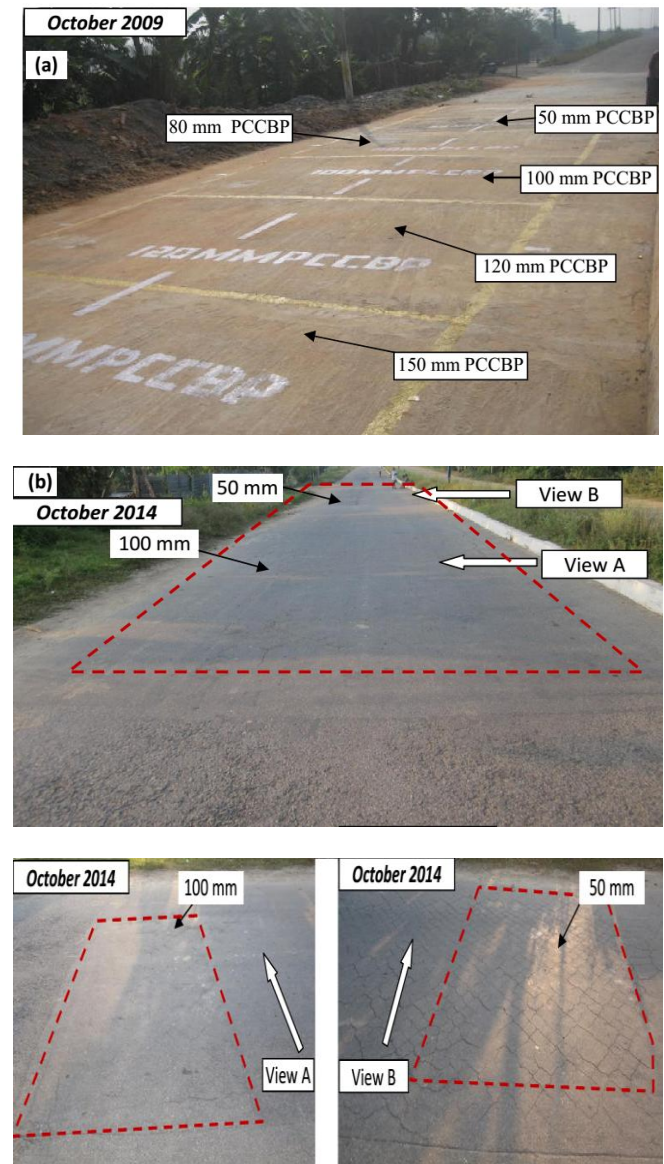 October 2009
(a)
80 mm PCCBP
50 mm PCCBP
100 mm PCCBP
120 mm PCCBP
150 mm PCCBP
120MMPCCBP
MMPCCBP
(b)
October 2014
50 mm
100 mm
View B
View A
October 2014
100 mm
View A
October 2014
50 mm
View B